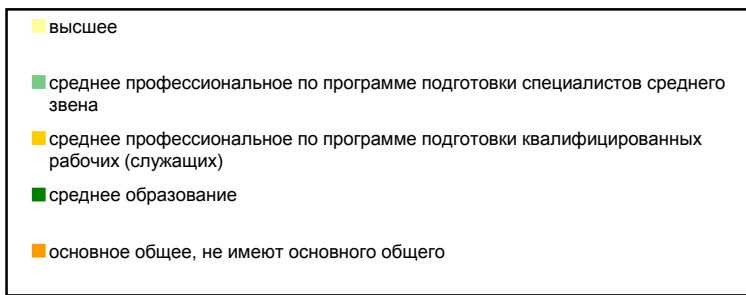 высшее
среднее профессиональное по программе подготовки специалистов среднего
звена
среднее профессиональное по программе подготовки квалифицированных
рабочих (служащих)
среднее образование
основное общее, не имеют основного общего